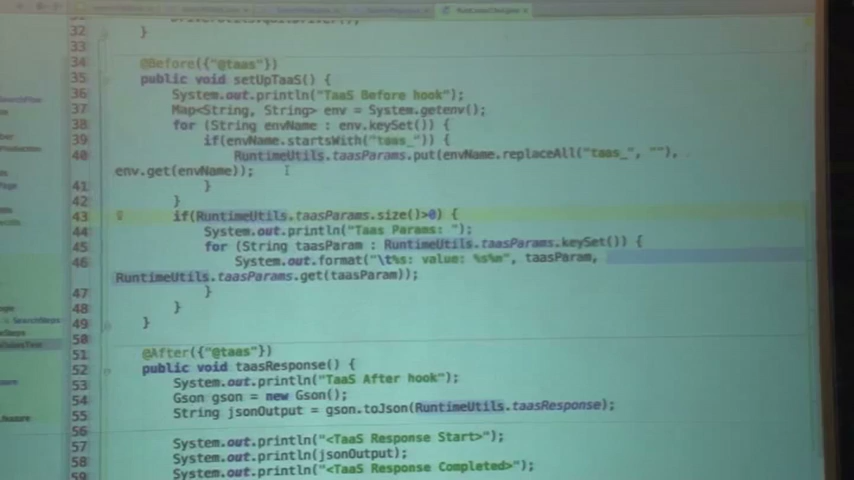 32 }
33
34 @Before({"@taas"})
35 public void setUpTaaS() {
36 System.out.println("TaaS Before hook");
37 Map<String, String> env = System.getenv();
38 for (String envName : env.keySet()) {
39 if(envName.startsWith("taas_")) {
40 RuntimeUtils.taasParams.put(envName.replaceAll("taas_", ""),
env.get(envName));
41 }
42 }
43 if(RuntimeUtils.taasParams.size()>0) {
44 System.out.println("Taas Params: ");
45 for (String taasParam : RuntimeUtils.taasParams.keySet()) {
46 System.out.format("\t%s: value: %s%n", taasParam,
RuntimeUtils.taasParams.get(taasParam));
47 }
48 }
49 }
50
51 @After({"@taas"})
52 public void taasResponse() {
53 System.out.println("TaaS After hook");
54 Gson gson = new Gson();
55 String jsonOutput = gson.toJson(RuntimeUtils.taasResponse);
56
57 System.out.println("<TaaS Response Start>");
58 System.out.println(jsonOutput);
59 System.out.println("<TaaS Response Completed>");